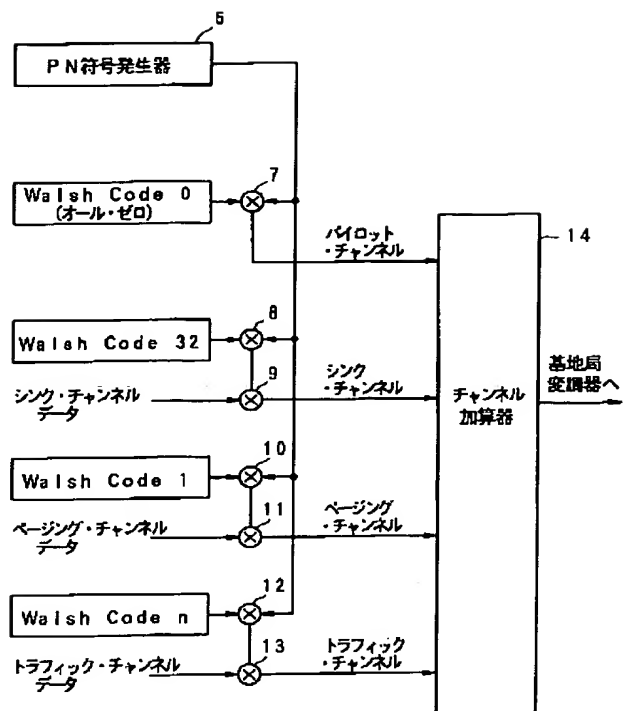 6
PN符号発生器
Walsh Code 0
(オール・ゼロ)
7
パイロット
・チャンネル
14
Walsh Code 32
8
シンク・チャンネル
データ
9
シンク
・チャンネル
チャンネル
加算器
基地局
変調器へ
Walsh Code 1
10
ページング・チャンネル
データ
11
ページング
・チャンネル
Walsh Code n
12
トラフィック・チャンネル
データ
13
トラフィック
・チャンネル